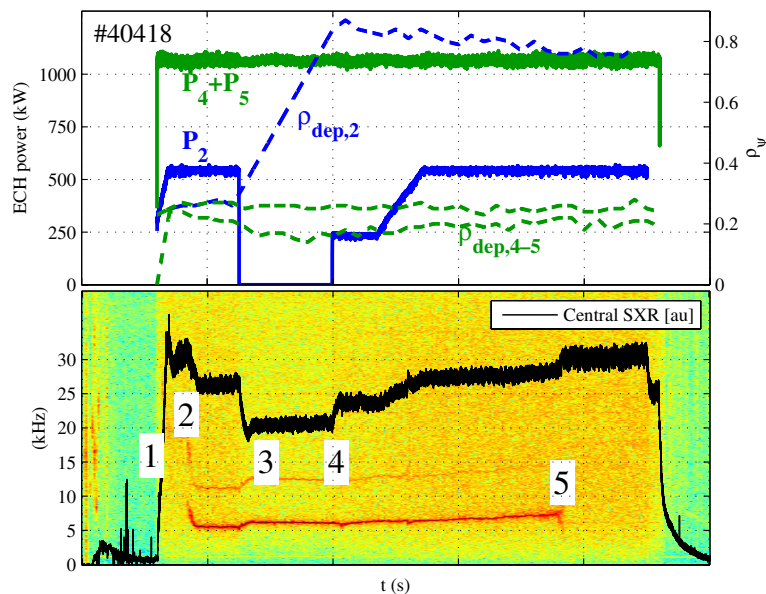 #40418
P4+P5
P2
ρdep,2
ρdep,4–5
ECH power (kW)
0
250
500
750
1000
ρψ
0
0.2
0.4
0.6
0.8
Central SXR [au]
(kHz)
0
5
10
15
20
25
30
1
2
3
4
5
t (s)